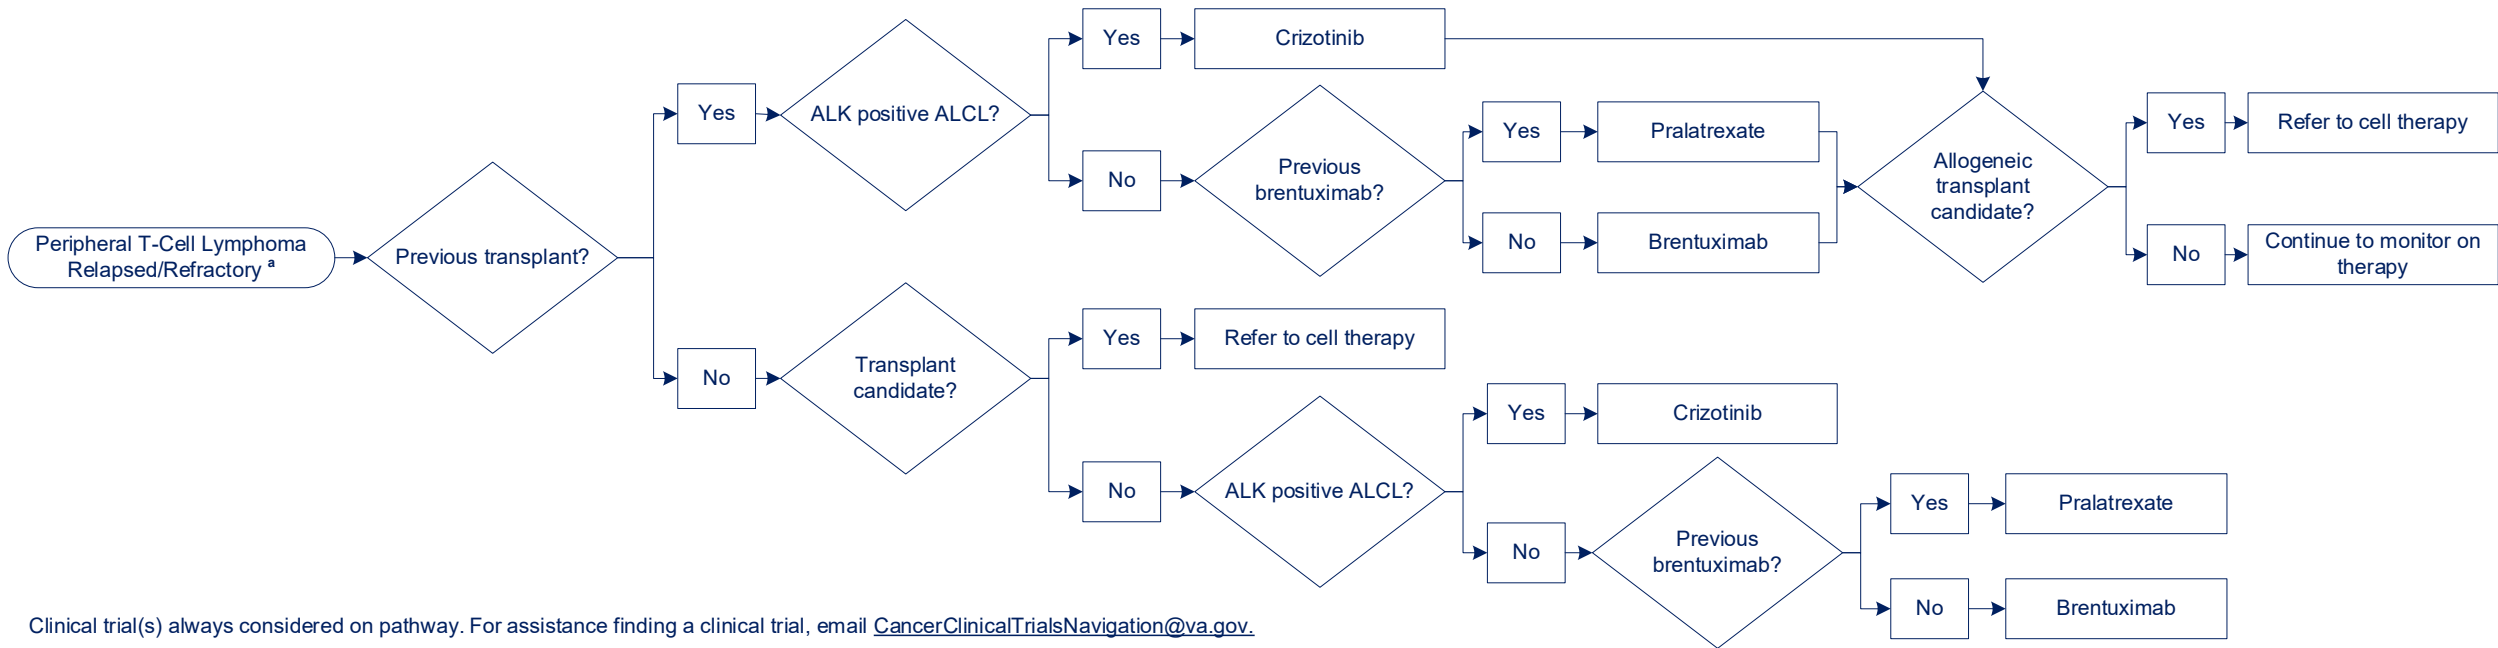 Peripheral T-Cell Lymphoma
Relapsed/Refractory ª
Previous transplant?
Yes
ALK positive ALCL?
Yes
Crizotinib
No
Previous
brentuximab?
Yes
Pralatrexate
No
Brentuximab
Allogeneic
transplant
candidate?
Yes
Refer to cell therapy
No
Continue to monitor on
therapy
No
Transplant
candidate?
Yes
Refer to cell therapy
No
ALK positive ALCL?
Yes
Crizotinib
No
Previous
brentuximab?
Yes
Pralatrexate
No
Brentuximab
Clinical trial(s) always considered on pathway. For assistance finding a clinical trial, email CancerClinicalTrialsNavigation@va.gov.